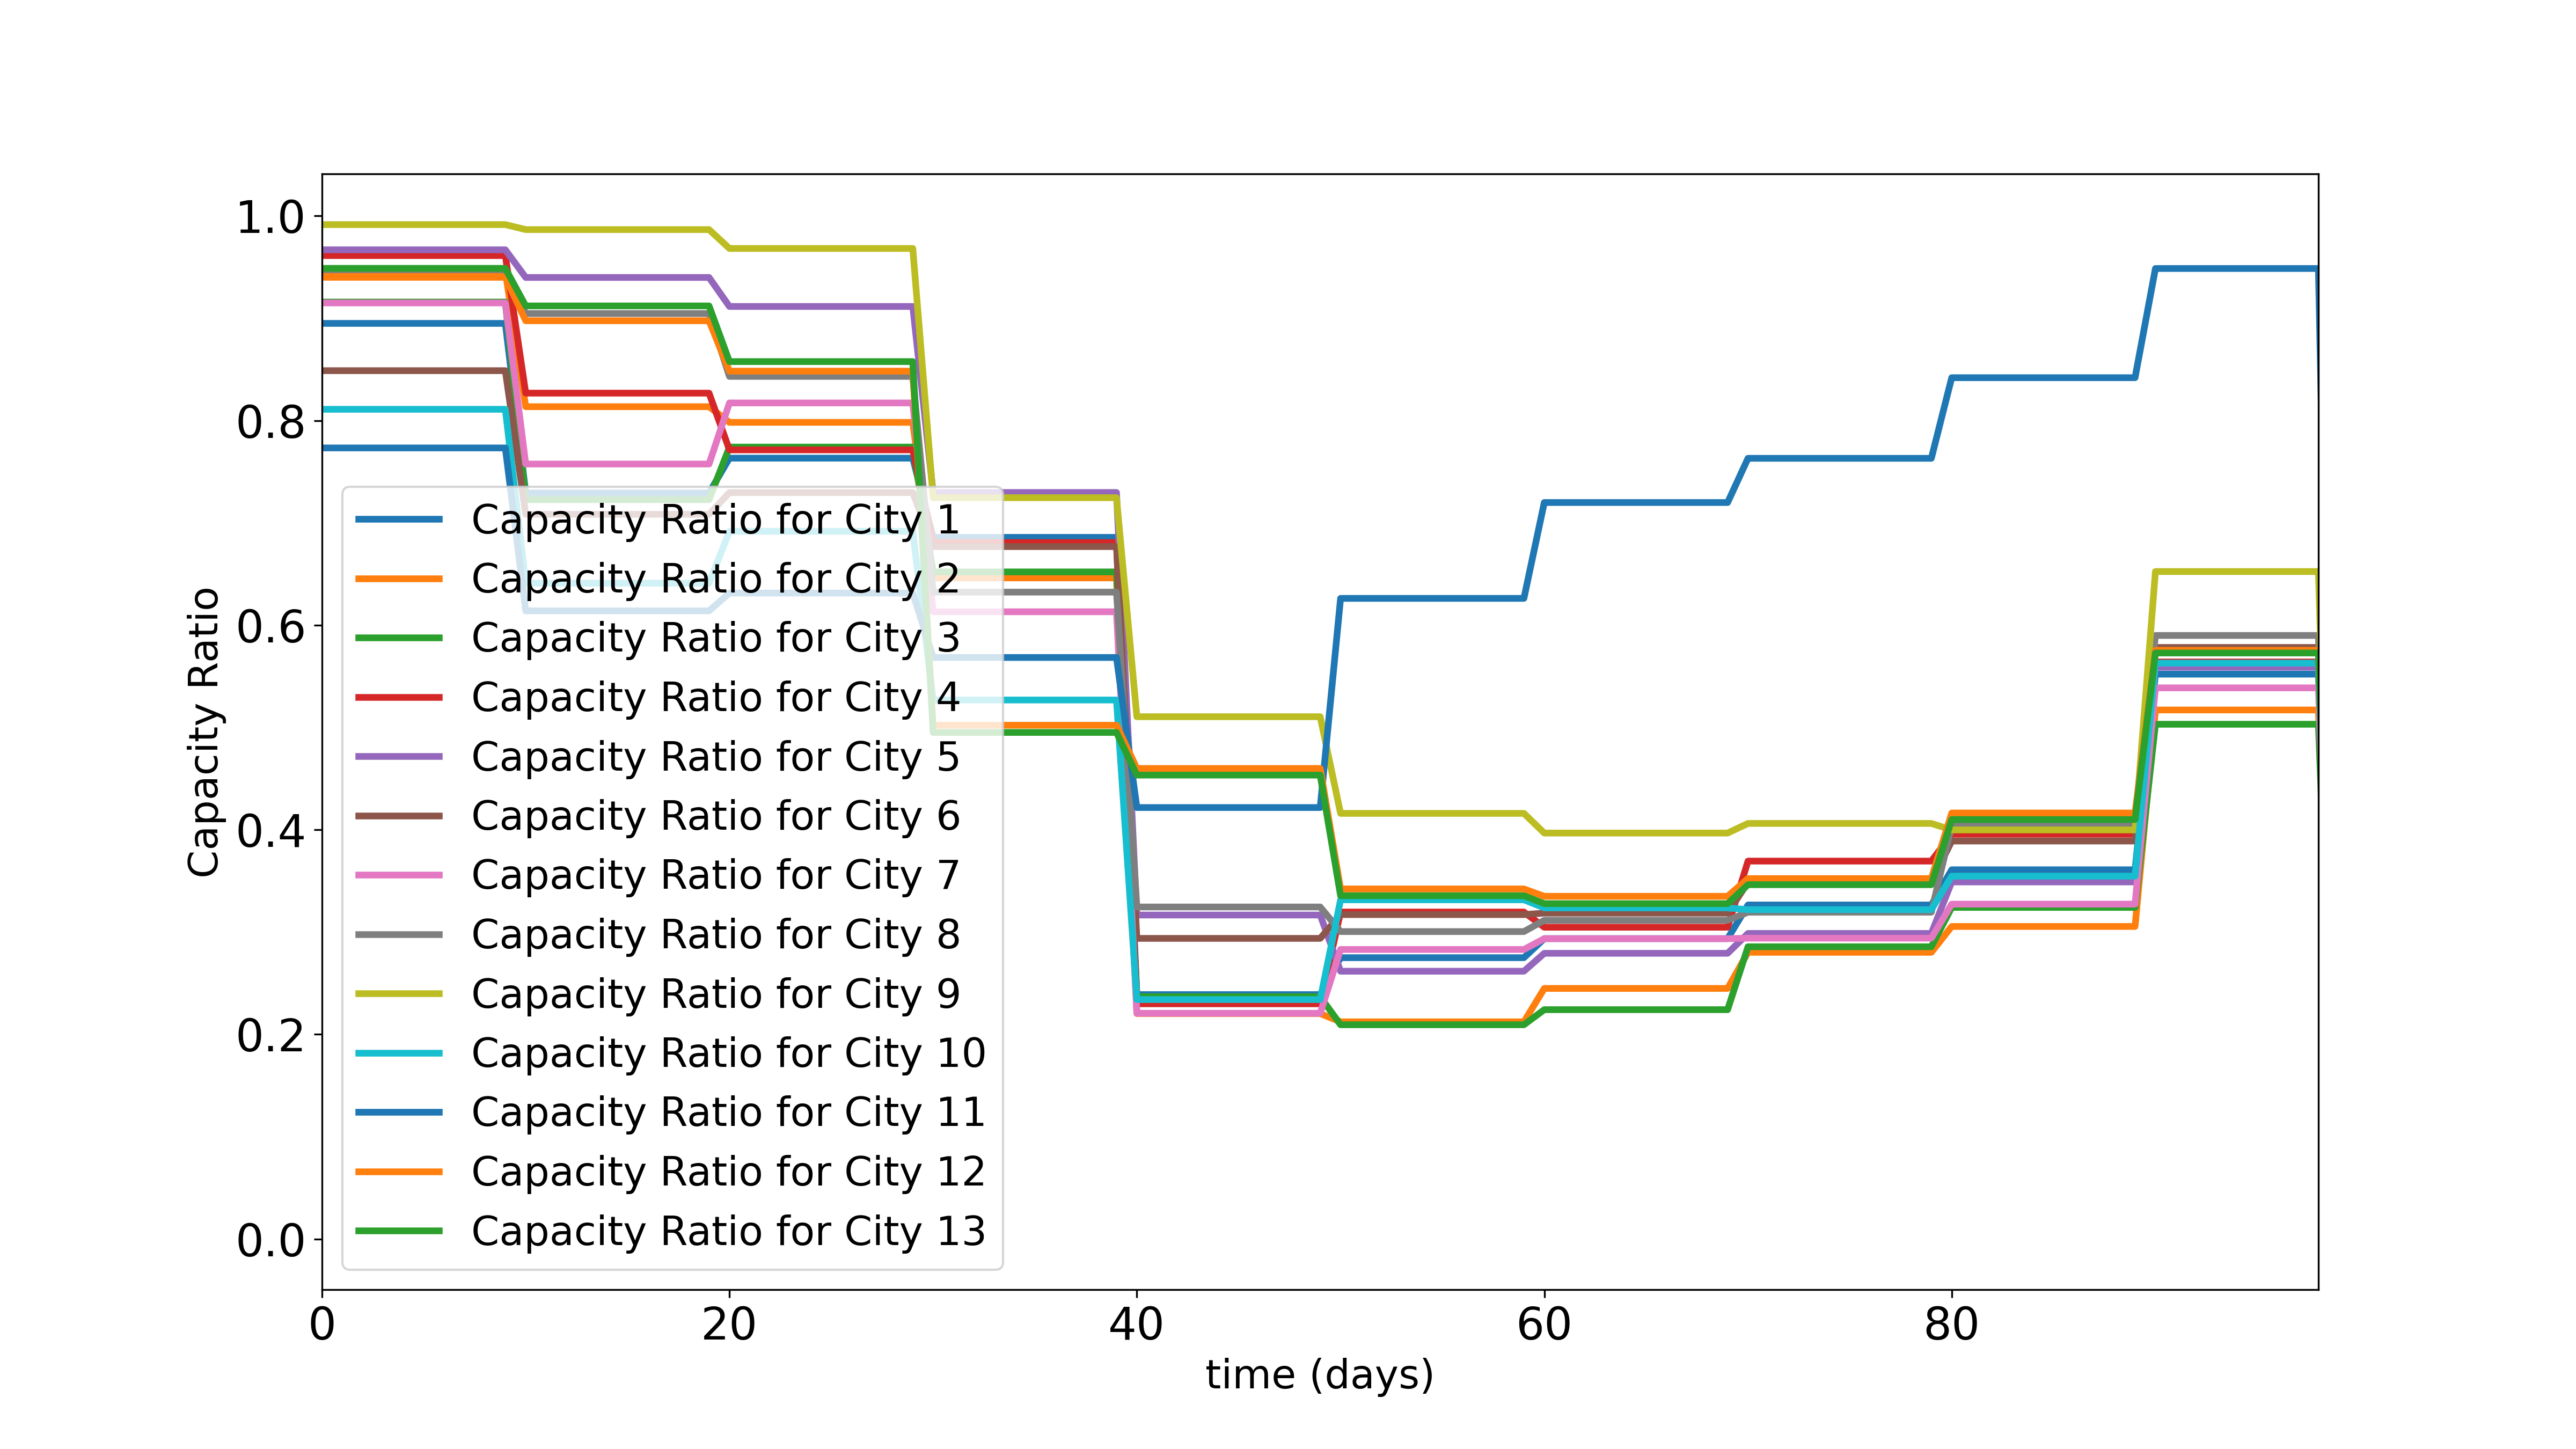 1.0
0.8
0.6
0.4
0.2
0.0
Capacity Ratio
Capacity Ratio for City 1
Capacity Ratio for City 2
Capacity Ratio for City 3
Capacity Ratio for City 4
Capacity Ratio for City 5
Capacity Ratio for City 6
Capacity Ratio for City 7
Capacity Ratio for City 8
Capacity Ratio for City 9
Capacity Ratio for City 10
Capacity Ratio for City 11
Capacity Ratio for City 12
Capacity Ratio for City 13
0 20 40 60 80
time (days)